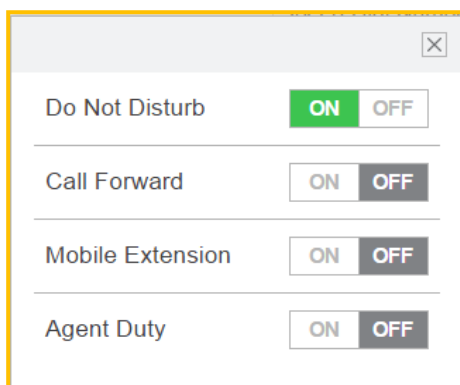 Do Not Disturb ON OFF
Call Forward ON OFF
Mobile Extension ON OFF
Agent Duty ON OFF